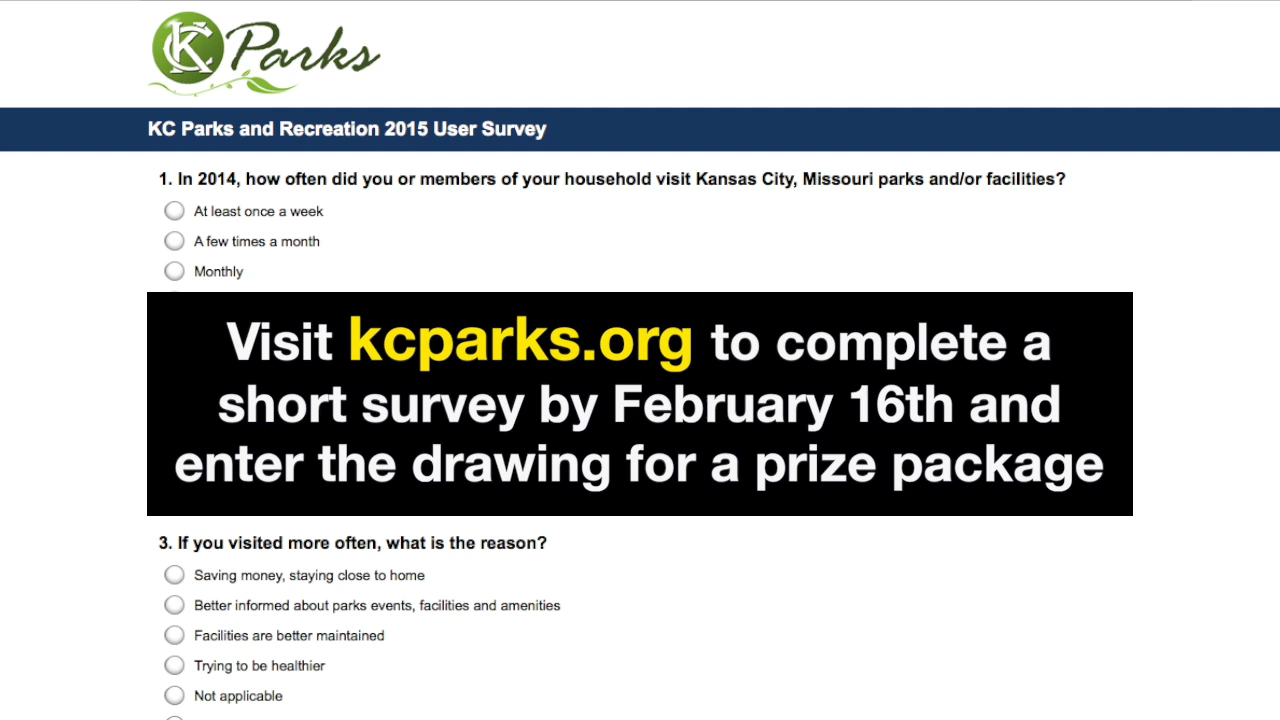 KC Parks
KC Parks and Recreation 2015 User Survey
1. In 2014, how often did you or members of your household visit Kansas City, Missouri parks and/or facilities?
At least once a week
A few times a month
Monthly
Visit kcparks.org to complete a
short survey by February 16th and
enter the drawing for a prize package
3. If you visited more often, what is the reason?
Saving money, staying close to home
Better informed about parks events, facilities and amenities
Facilities are better maintained
Trying to be healthier
Not applicable